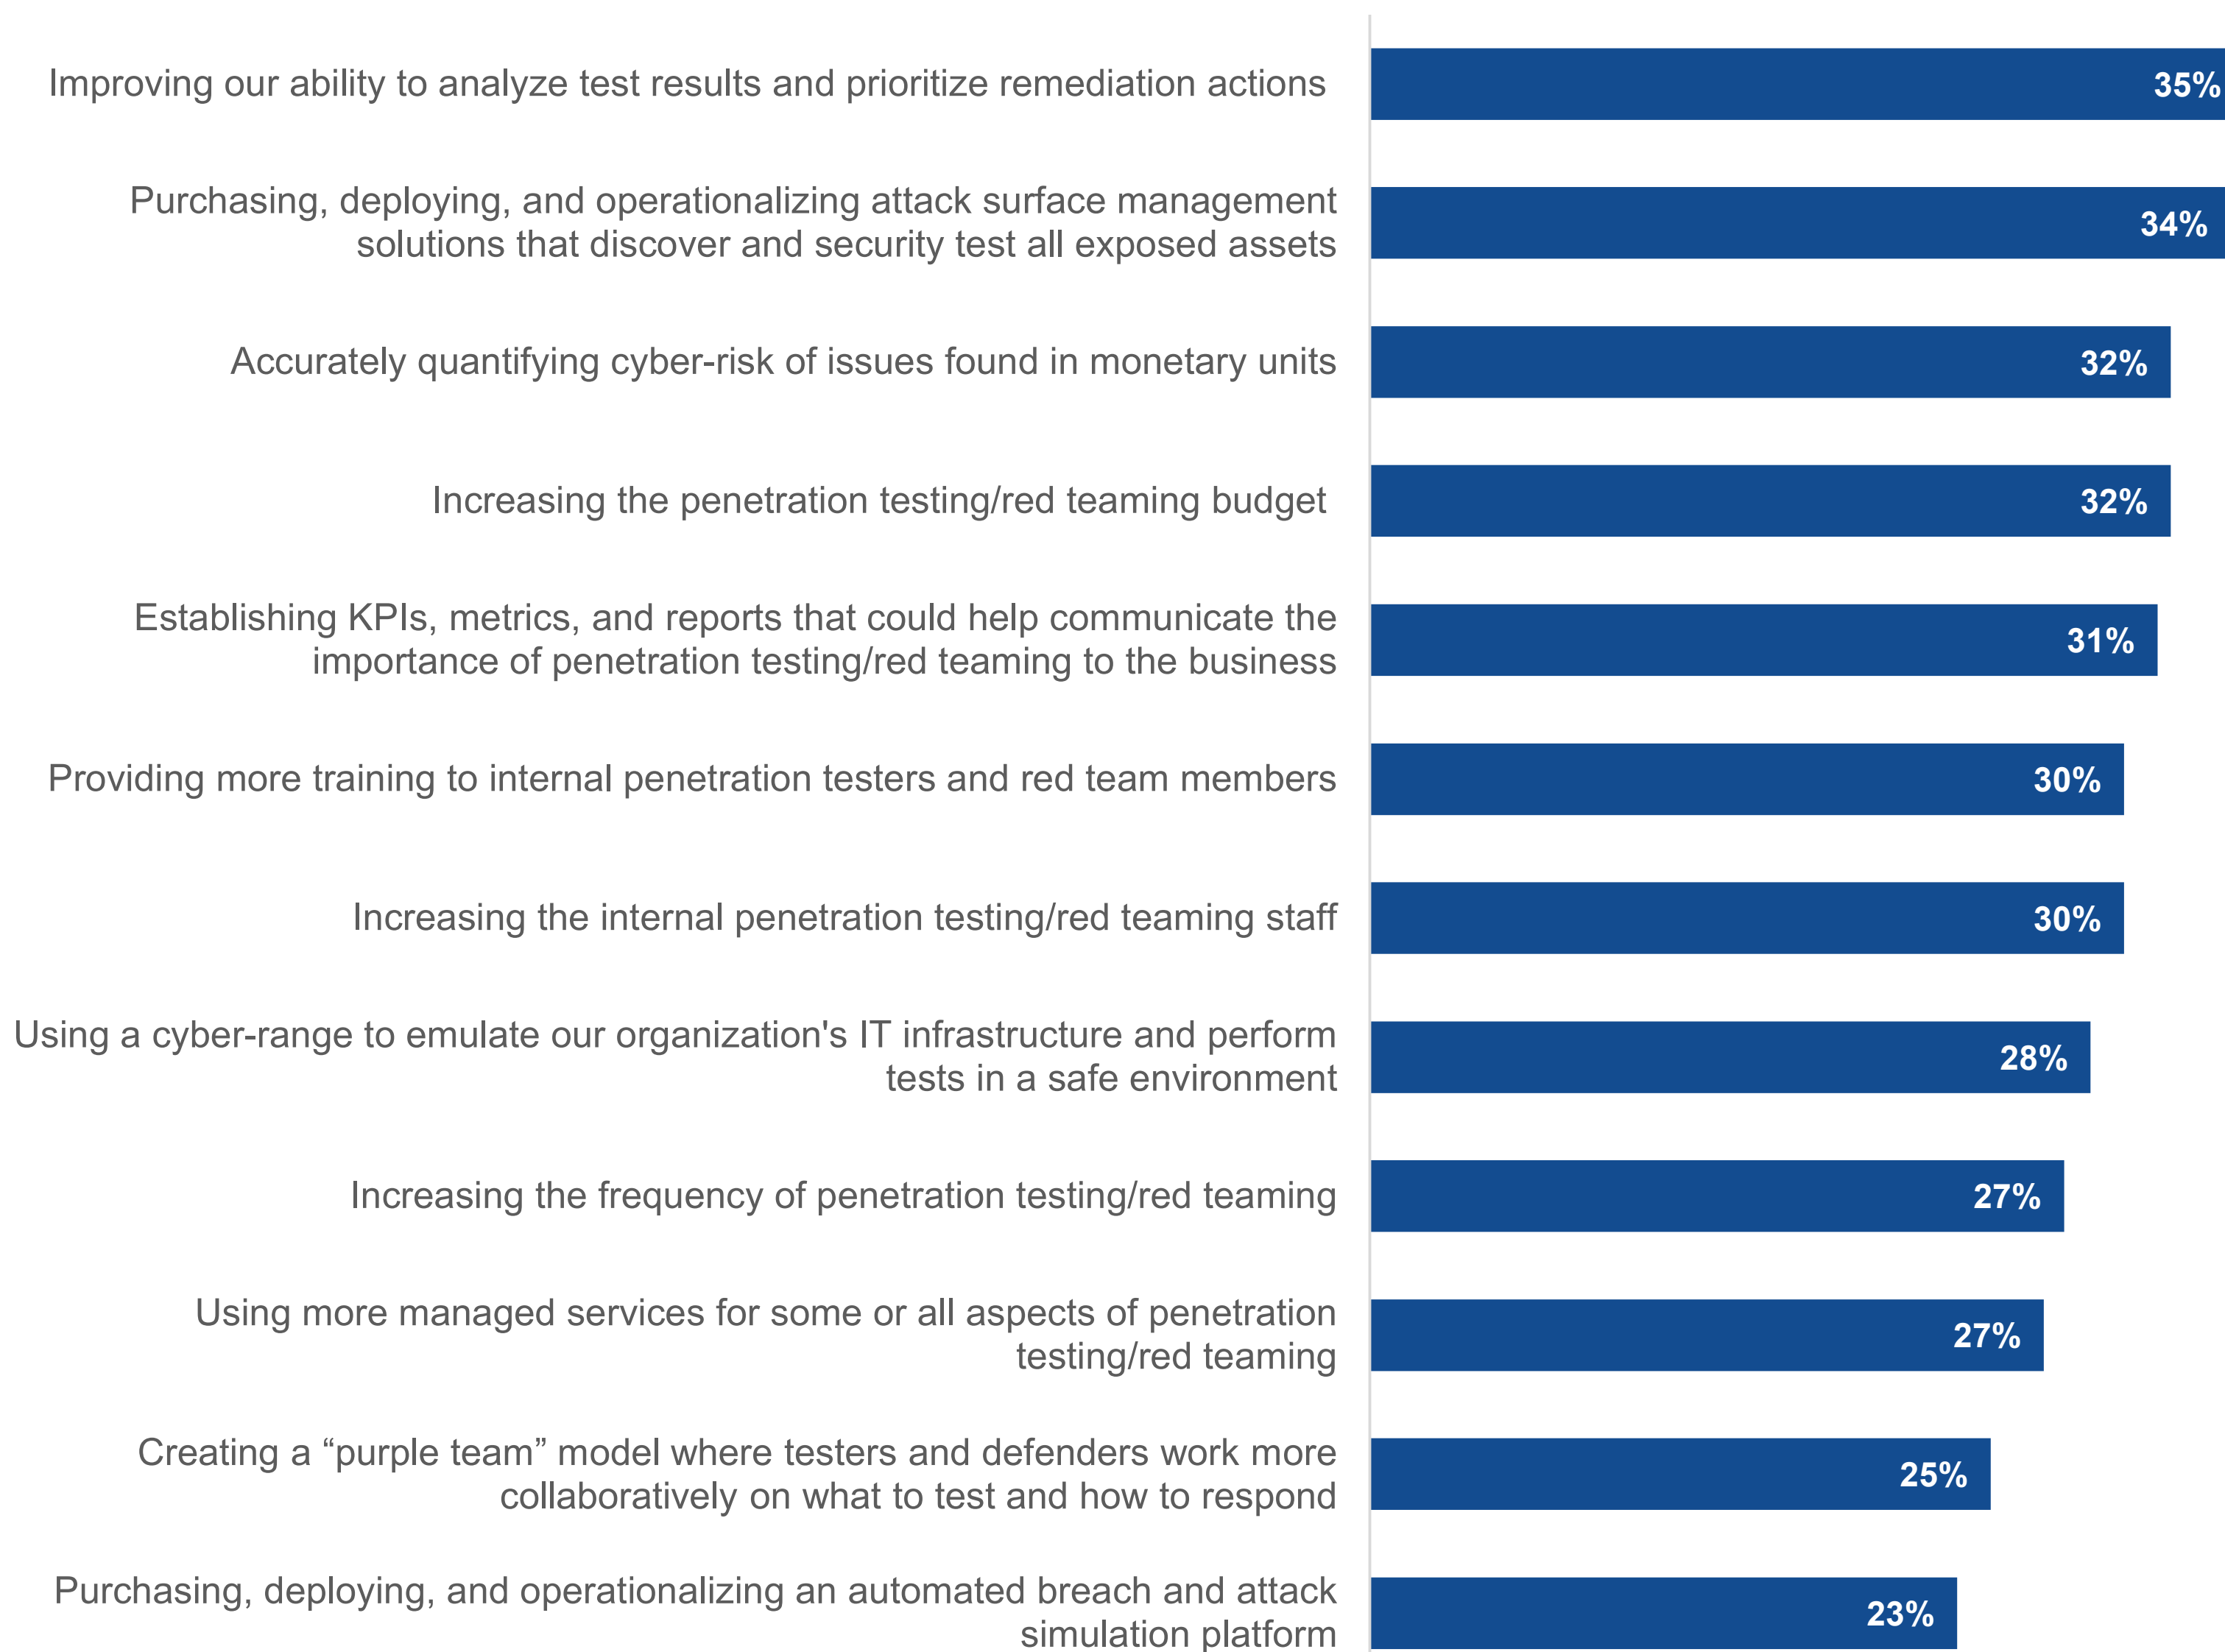 Improving our ability to analyze test results and prioritize remediation actions
35%
Purchasing, deploying, and operationalizing attack surface management
solutions that discover and security test all exposed assets
34%
Accurately quantifying cyber-risk of issues found in monetary units
32%
Increasing the penetration testing/red teaming budget
32%
Establishing KPIs, metrics, and reports that could help communicate the
importance of penetration testing/red teaming to the business
31%
Providing more training to internal penetration testers and red team members
30%
Increasing the internal penetration testing/red teaming staff
30%
Using a cyber-range to emulate our organization's IT infrastructure and perform
tests in a safe environment
28%
Increasing the frequency of penetration testing/red teaming
27%
Using more managed services for some or all aspects of penetration
testing/red teaming
27%
Creating a “purple team” model where testers and defenders work more
collaboratively on what to test and how to respond
25%
Purchasing, deploying, and operationalizing an automated breach and attack
simulation platform
23%